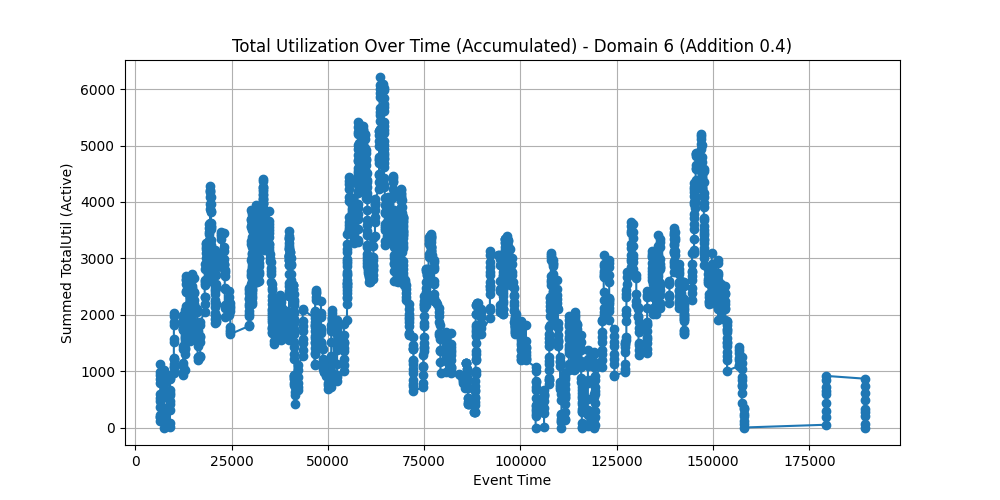 Total Utilization Over Time (Accumulated) - Domain 6 (Addition 0.4)
Summed TotalUtil (Active)
6000
5000
4000
3000
2000
1000
0
0 25000 50000 75000 100000 125000 150000 175000
Event Time